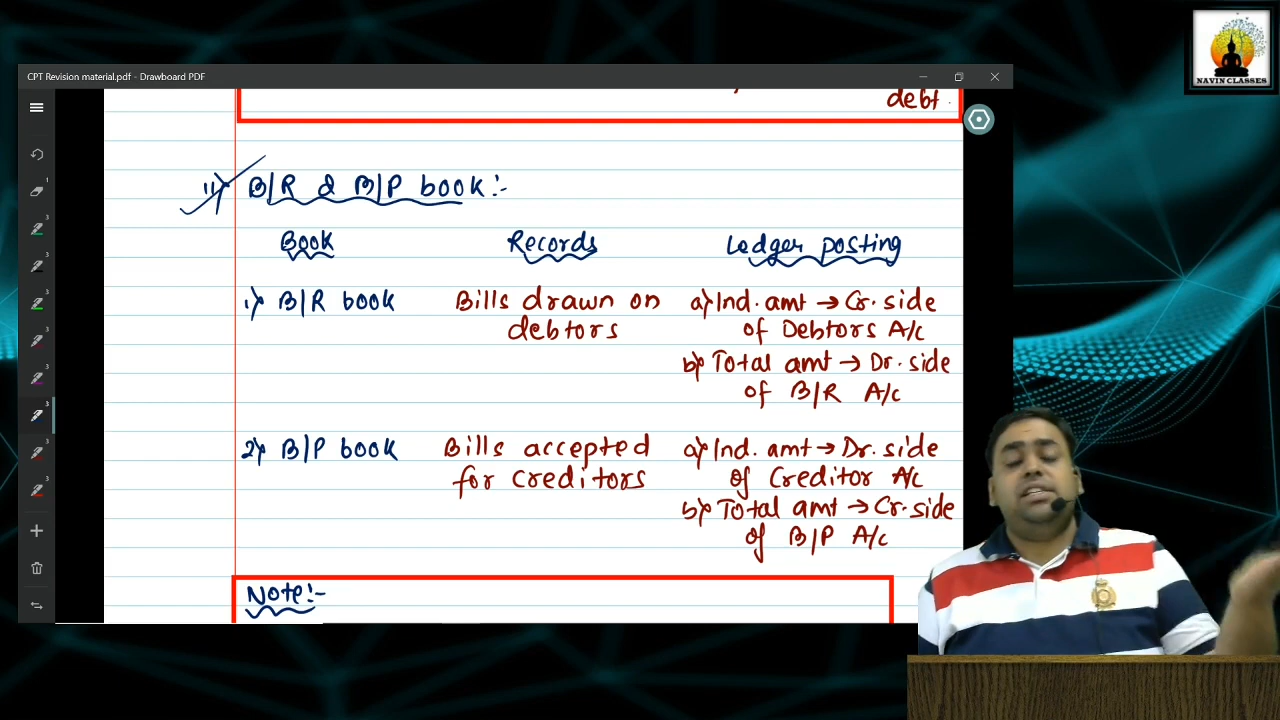 NAVIN CLASSES
CPT Revision material.pdf - Drawboard PDF
debt.
11) B/R & B/P book:-
Book Records Ledger posting
1) B/R book Bills drawn on a) Ind. amt → Cr. side
debtors of Debtors A/c
b) Total amt → Dr. side
of B/R A/c
2) B/P book Bills accepted a) Ind. amt → Dr. side
for creditors of Creditor A/c
b) Total amt → Cr. side
of B/P A/c
Note:-